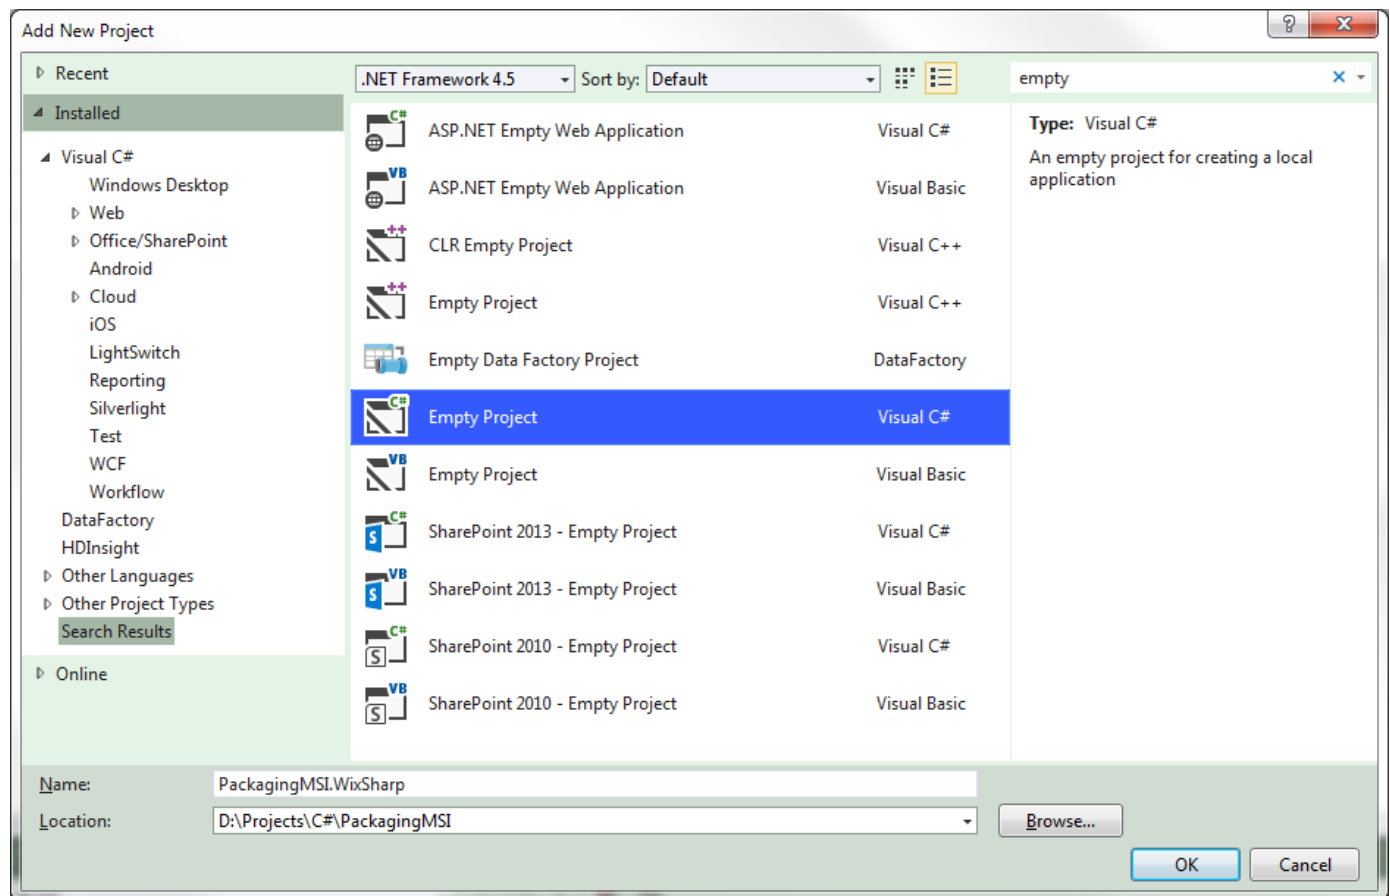 Add New Project
Recent
.NET Framework 4.5 Sort by: Default
empty
Installed
Visual C#
Windows Desktop
Web
Office/SharePoint
Android
Cloud
iOS
LightSwitch
Reporting
Silverlight
Test
WCF
Workflow
DataFactory
HDInsight
Other Languages
Other Project Types
Search Results
Online
ASP.NET Empty Web Application Visual C#
ASP.NET Empty Web Application Visual Basic
CLR Empty Project Visual C++
Empty Project Visual C++
Empty Data Factory Project DataFactory
Empty Project Visual C#
Empty Project Visual Basic
SharePoint 2013 - Empty Project Visual C#
SharePoint 2013 - Empty Project Visual Basic
SharePoint 2010 - Empty Project Visual C#
SharePoint 2010 - Empty Project Visual Basic
Type: Visual C#
An empty project for creating a local
application
Name: PackagingMSI.WixSharp
Location: D:\Projects\C#\PackagingMSI Browse...
OK Cancel